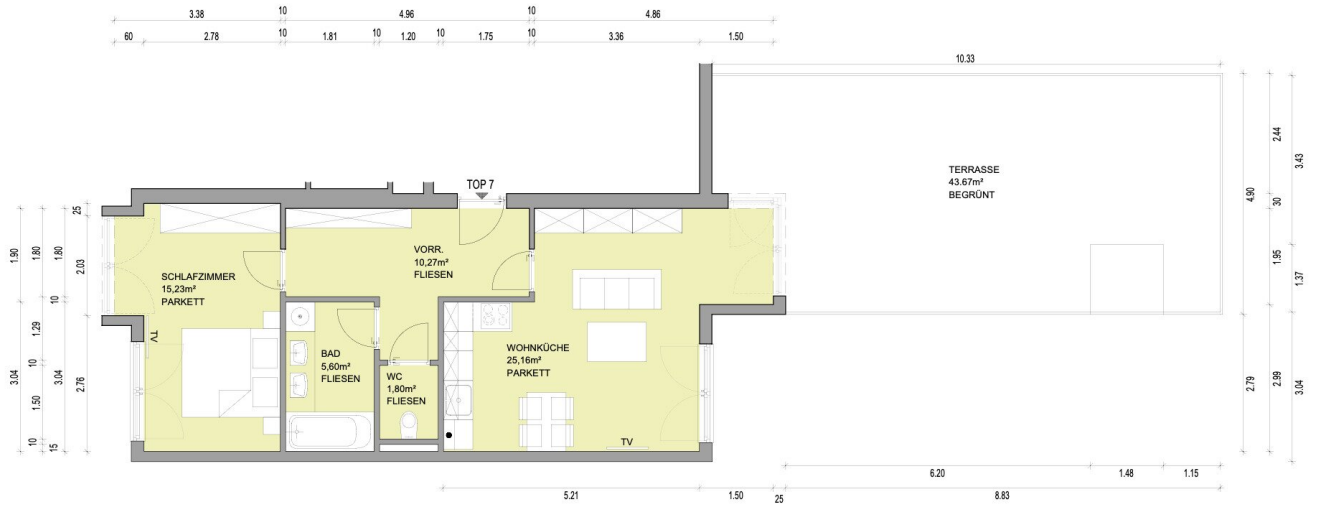 3.38
10
4.96
10
4.86
60
2.78
10
1.81
10
1.20
10
1.75
10
3.36
1.50
10.33
TOP 7
TERRASSE
43.67m²
BEGRÜNT
VORR.
10,27m²
FLIESEN
SCHLAFZIMMER
15,23m²
PARKETT
TV
BAD
5,60m²
FLIESEN
WC
1,80m²
FLIESEN
WOHNKÜCHE
25,16m²
PARKETT
TV
1.90
3.04
1.80
10
1.29
10
1.50
10
1.80
10
3.04
15
25
2.03
2.76
4.90
2.79
2.44
30
1.95
2.99
3.43
1.37
3.04
6.20
1.48
1.15
5.21
1.50
25
8.83